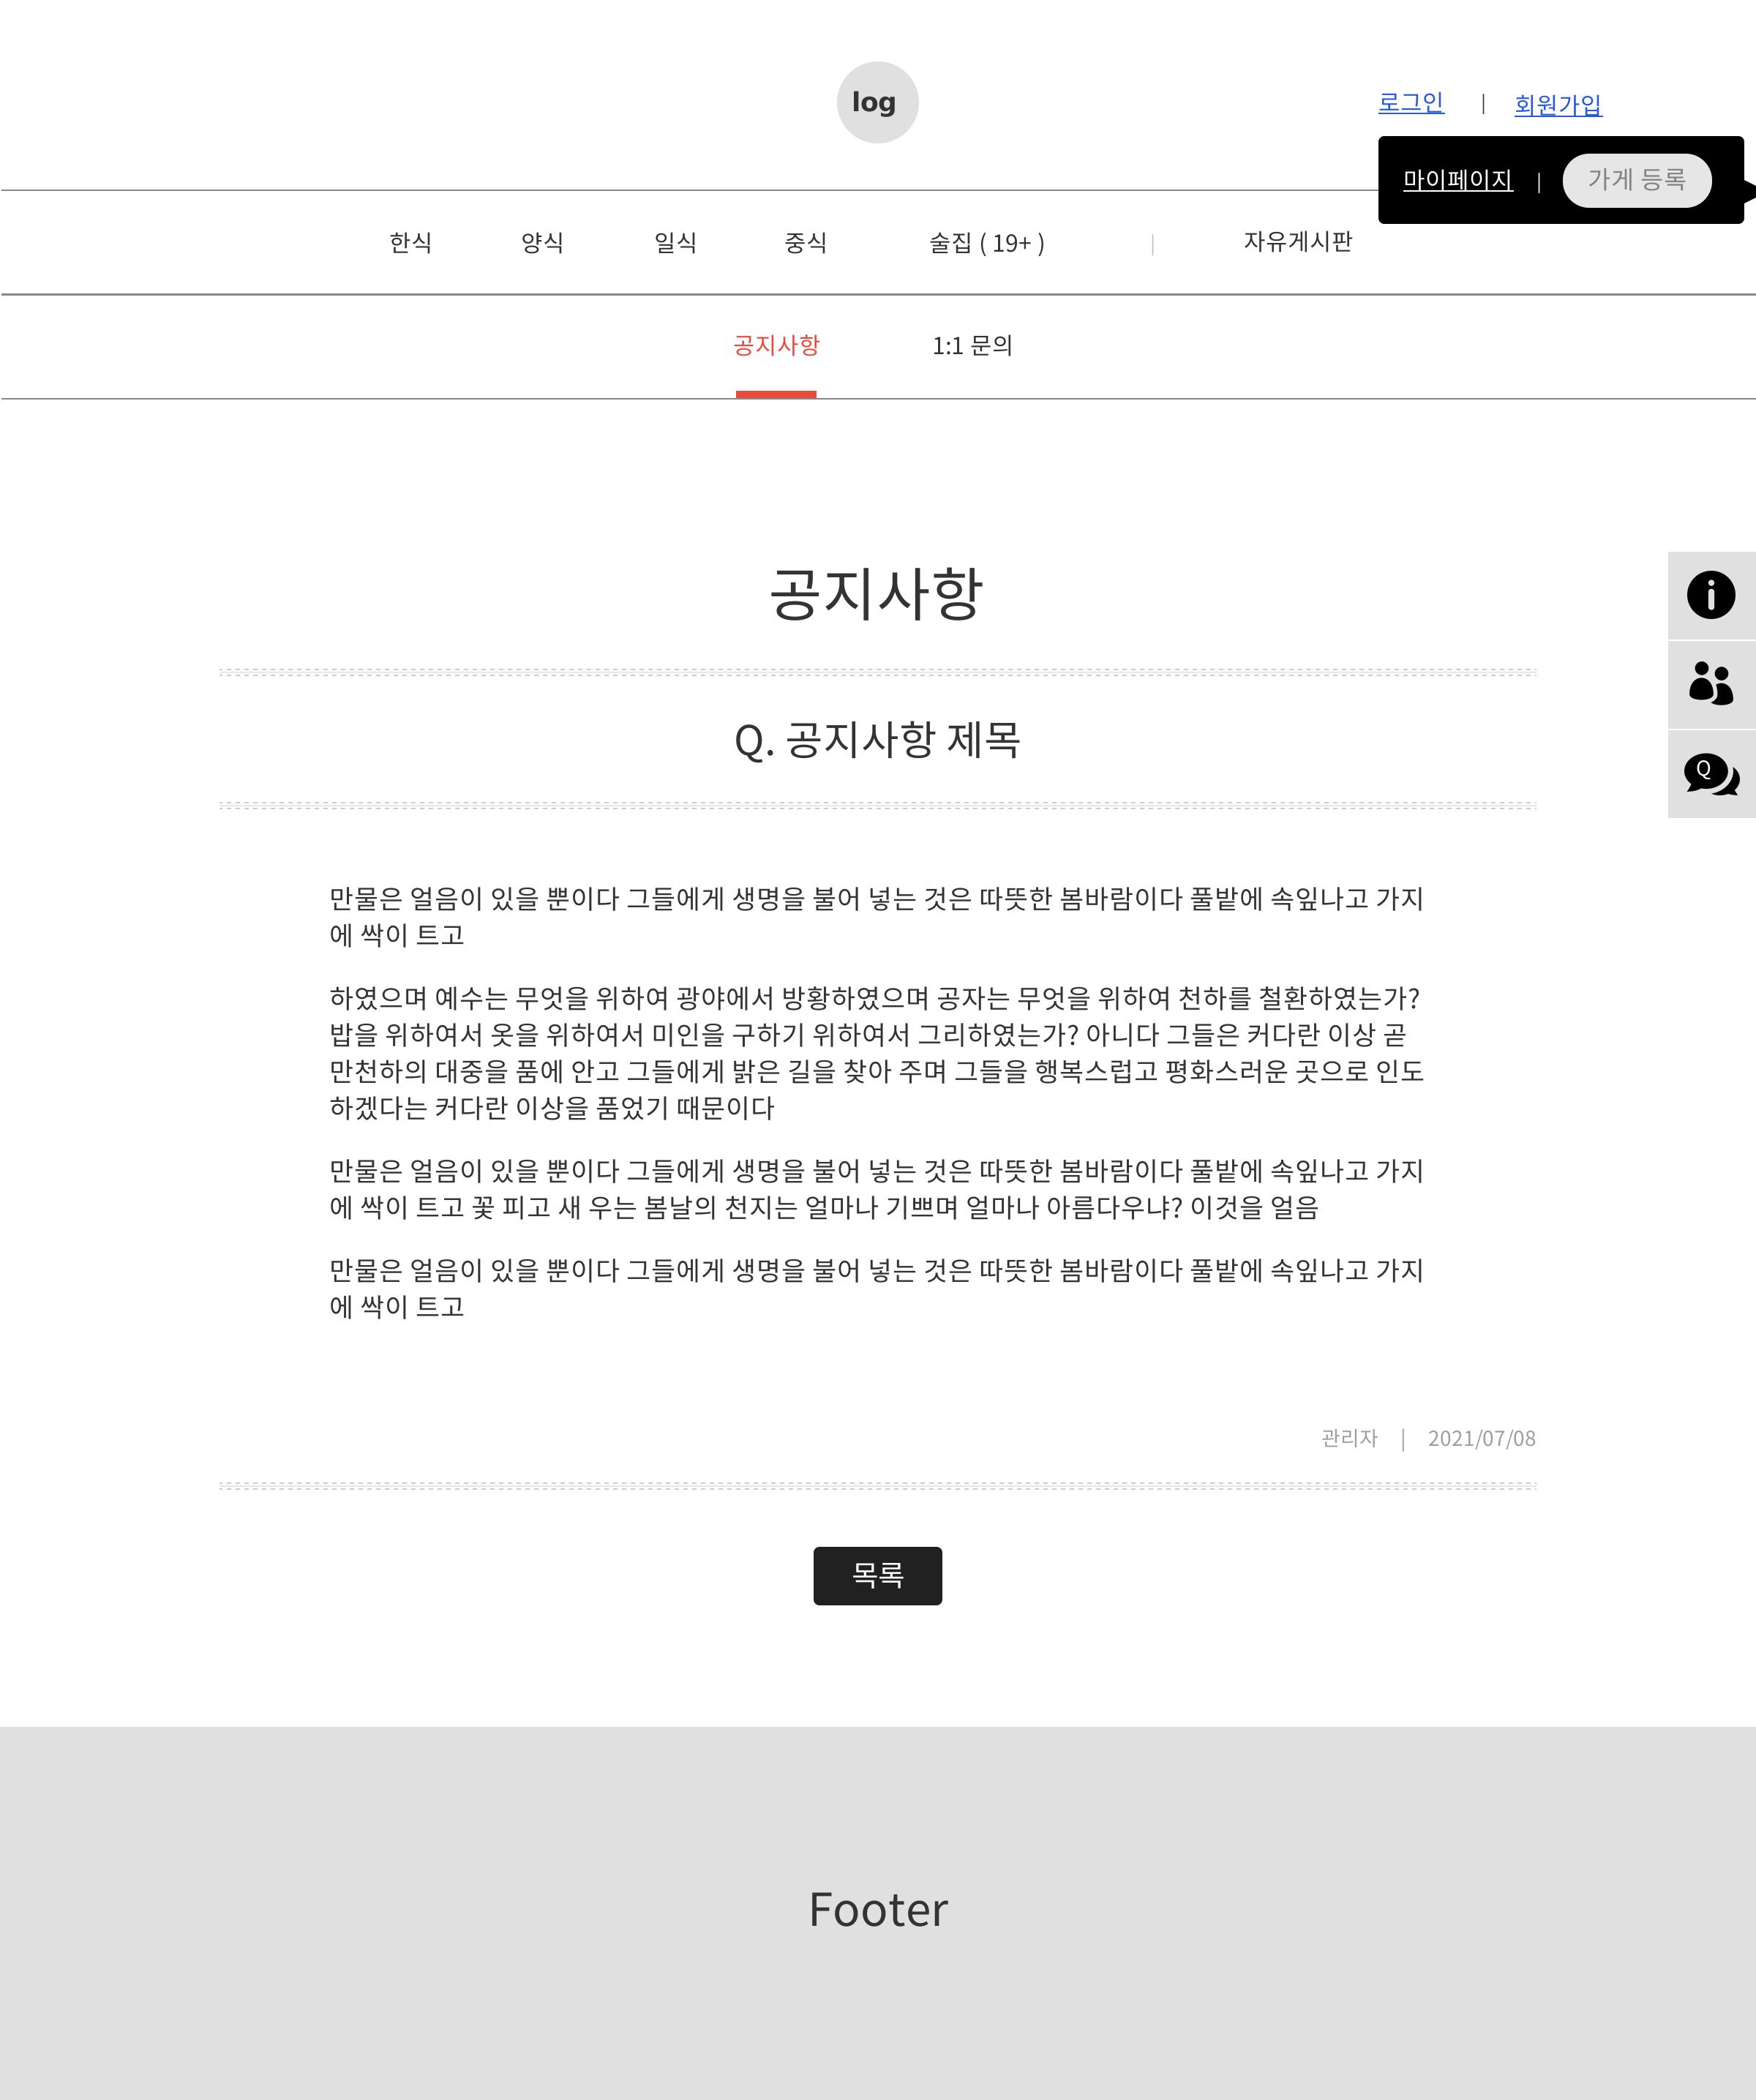 log
로그인 | 회원가입
마이페이지 | 가게 등록
한식 양식 일식 중식 술집 ( 19+ ) | 자유게시판
공지사항 1:1 문의
공지사항
Q. 공지사항 제목
Q
만물은 얼음이 있을 뿐이다 그들에게 생명을 불어 넣는 것은 따뜻한 봄바람이다 풀밭에 속잎나고 가지
에 싹이 트고
하였으며 예수는 무엇을 위하여 광야에서 방황하였으며 공자는 무엇을 위하여 천하를 철환하였는가?
밥을 위하여서 옷을 위하여서 미인을 구하기 위하여서 그리하였는가? 아니다 그들은 커다란 이상 곧
만천하의 대중을 품에 안고 그들에게 밝은 길을 찾아 주며 그들을 행복스럽고 평화스러운 곳으로 인도
하겠다는 커다란 이상을 품었기 때문이다
만물은 얼음이 있을 뿐이다 그들에게 생명을 불어 넣는 것은 따뜻한 봄바람이다 풀밭에 속잎나고 가지
에 싹이 트고 꽃 피고 새 우는 봄날의 천지는 얼마나 기쁘며 얼마나 아름다우냐? 이것을 얼음
만물은 얼음이 있을 뿐이다 그들에게 생명을 불어 넣는 것은 따뜻한 봄바람이다 풀밭에 속잎나고 가지
에 싹이 트고
관리자 | 2021/07/08
목록
Footer